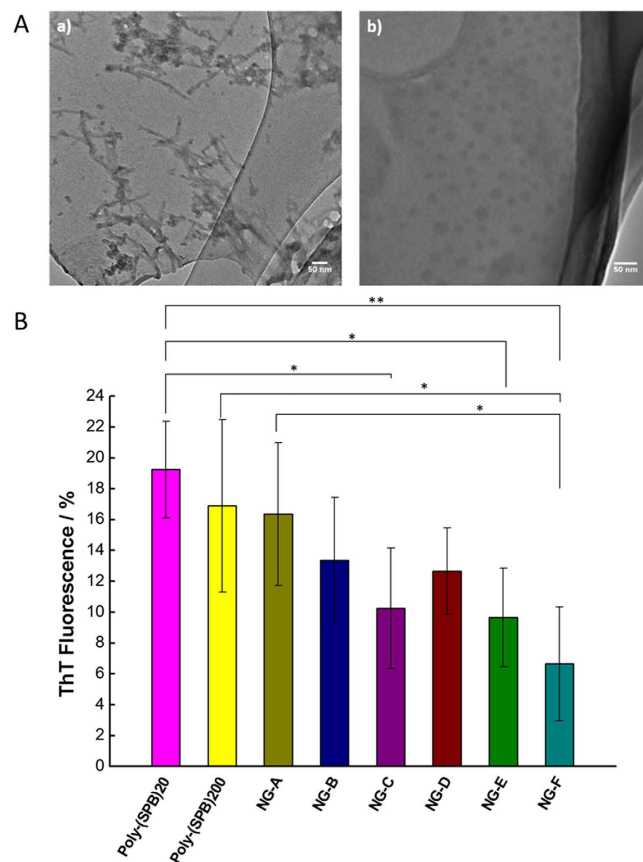 A
a)
b)
50 nm
50 nm
B
**
*
*
*
*
24
22
20
18
16
14
12
10
8
6
4
2
0
ThT Fluorescence / %
Poly-(SPB)20
Poly-(SPB)200
NG-A
NG-B
NG-C
NG-D
NG-E
NG-F